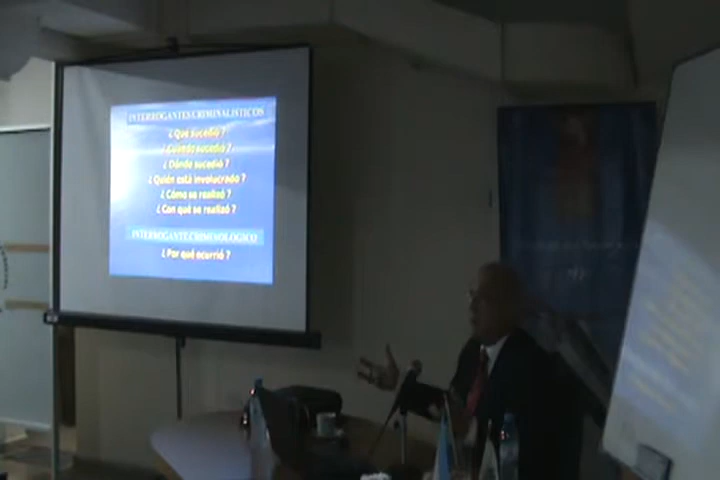 INTERROGANTES CRIMINALISTICOS
¿ Qué sucedió ?
¿ Cuándo sucedió ?
¿ Dónde sucedió ?
¿ Quién está involucrado ?
¿ Cómo se realizó ?
¿ Con qué se realizó ?
INTERROGANTE CRIMINOLOGICO
¿ Por qué ocurrió ?